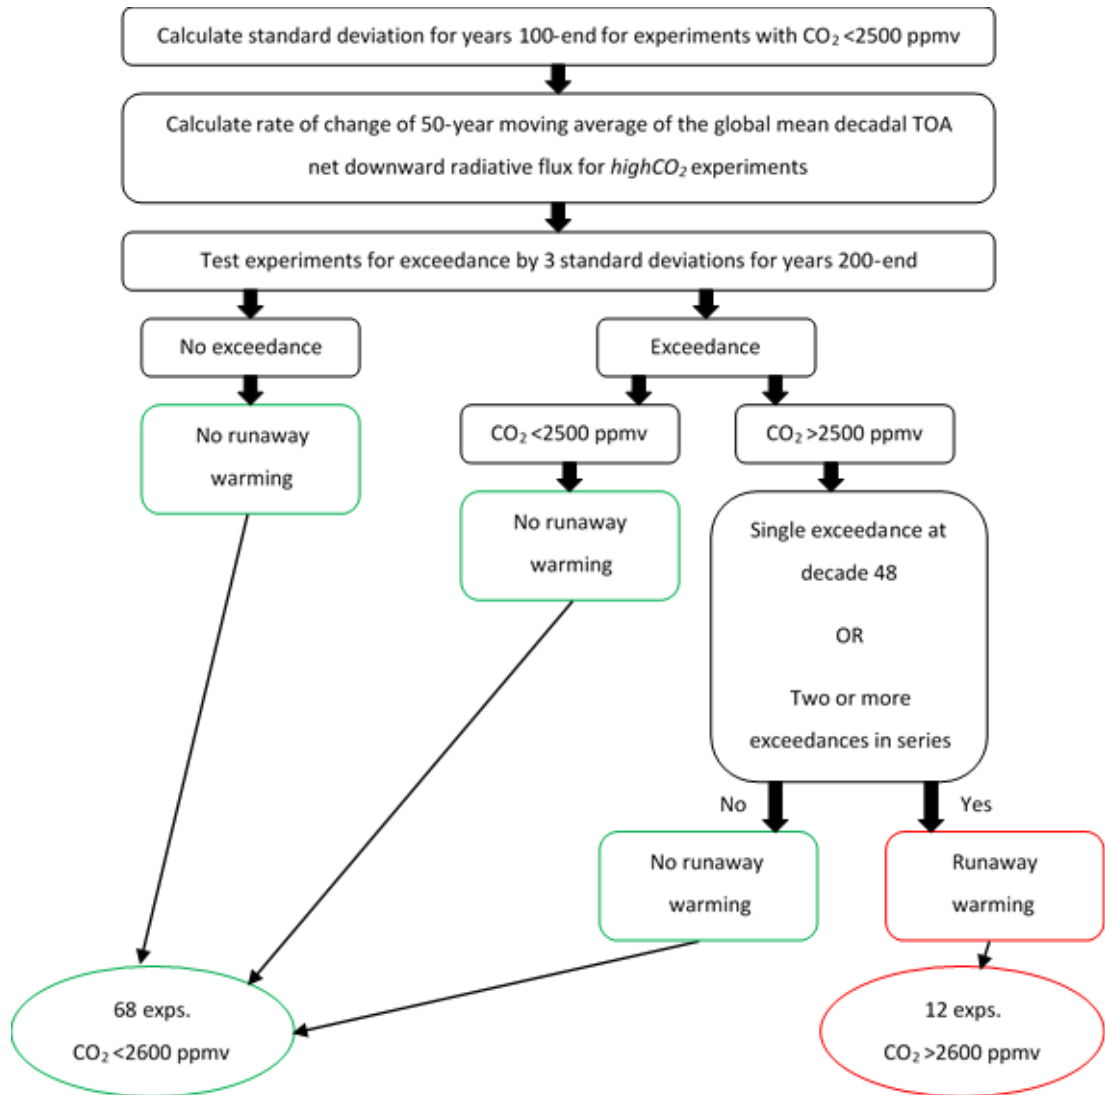 Calculate standard deviation for years 100-end for experiments with CO₂ <2500 ppmv
Calculate rate of change of 50-year moving average of the global mean decadal TOA
net downward radiative flux for highCO₂ experiments
Test experiments for exceedance by 3 standard deviations for years 200-end
No exceedance
Exceedance
No runaway
warming
CO₂ <2500 ppmv
CO₂ >2500 ppmv
No runaway
warming
Single exceedance at
decade 48
OR
Two or more
exceedances in series
No
Yes
No runaway
warming
Runaway
warming
68 exps.
CO₂ <2600 ppmv
12 exps.
CO₂ >2600 ppmv